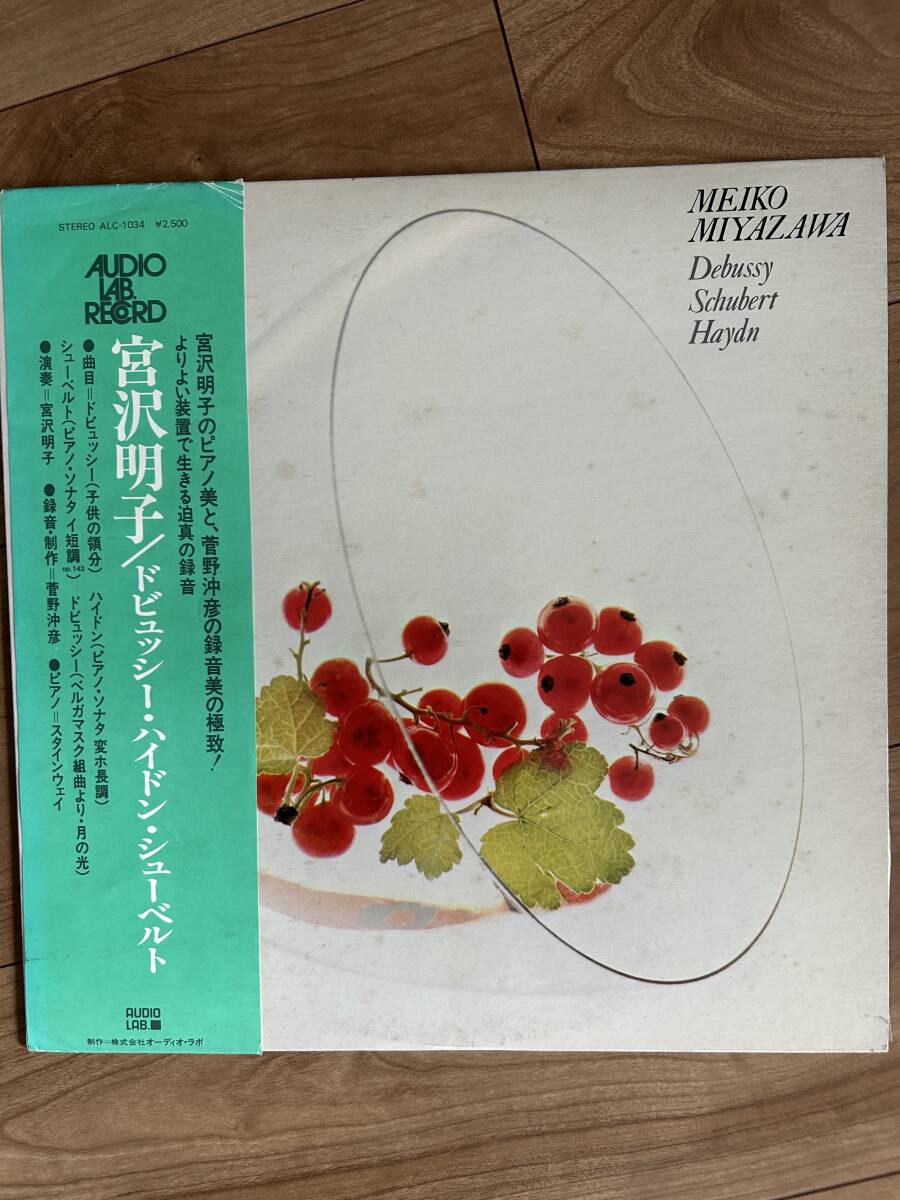 STEREO ALC-1034 ¥2,500
AUDIO
LAB.
RECORD
宮沢明子のピアノ美と、菅野沖彦の録音美の極致!
よりよい装置で生きる迫真の録音
宮沢明子/ドビュッシー・ハイドン・シューベルト
●曲目=ドビュッシー(子供の領分) ハイドン(ピアノ・ソナタ 変ホ長調)
シューベルト(ピアノ・ソナタ イ短調 op.143) ドビュッシー(ベルガマスク組曲より・月の光)
●演奏=宮沢明子 ●録音・制作=菅野沖彦 ●ピアノ=スタインウェイ
AUDIO
LAB.
制作=株式会社オーディオ・ラボ
MEIKO
MIYAZAWA
Debussy
Schubert
Haydn